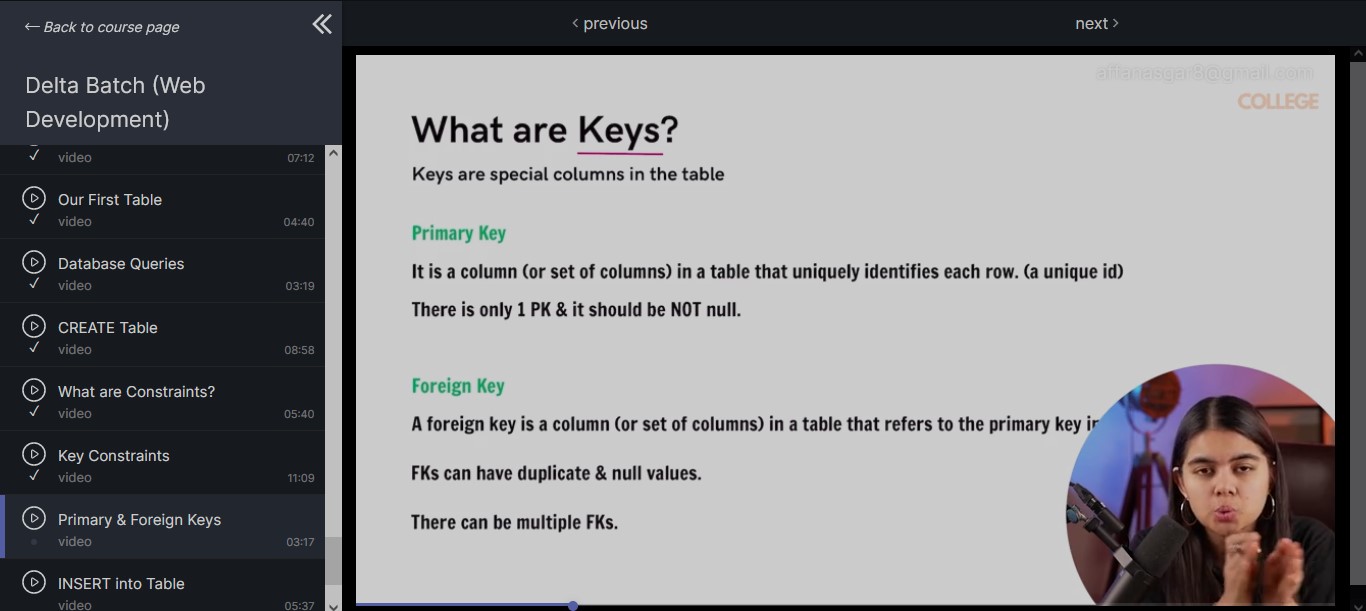 ← Back to course page
Delta Batch (Web
Development)
video 07:12
Our First Table
video 04:40
Database Queries
video 03:19
CREATE Table
video 08:58
What are Constraints?
video 05:40
Key Constraints
video 11:09
Primary & Foreign Keys
video 03:17
INSERT into Table
video 05:37
previous
next
affanasgar8@gmail.com
COLLEGE
What are Keys?
Keys are special columns in the table
Primary Key
It is a column (or set of columns) in a table that uniquely identifies each row. (a unique id)
There is only 1 PK & it should be NOT null.
Foreign Key
A foreign key is a column (or set of columns) in a table that refers to the primary key
FKs can have duplicate & null values.
There can be multiple FKs.